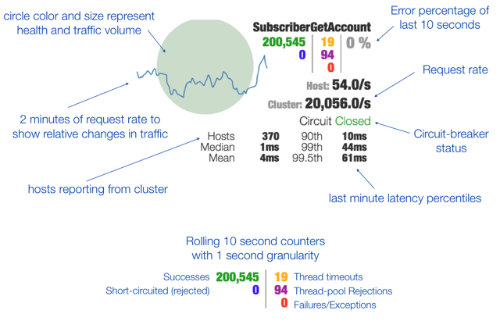 circle color and size represent
health and traffic volume
SubscriberGetAccount
200,545 19 0 %
0 94
0
Error percentage of
last 10 seconds
Host: 54.0/s
Cluster: 20,056.0/s
Request rate
2 minutes of request rate to
show relative changes in traffic
Circuit Closed
Circuit-breaker
status
Hosts 370 90th 10ms
Median 1ms 99th 44ms
Mean 4ms 99.5th 61ms
hosts reporting from cluster
last minute latency percentiles
Rolling 10 second counters
with 1 second granularity
Successes 200,545 19 Thread timeouts
Short-circuited (rejected) 0 94 Thread-pool Rejections
0 Failures/Exceptions